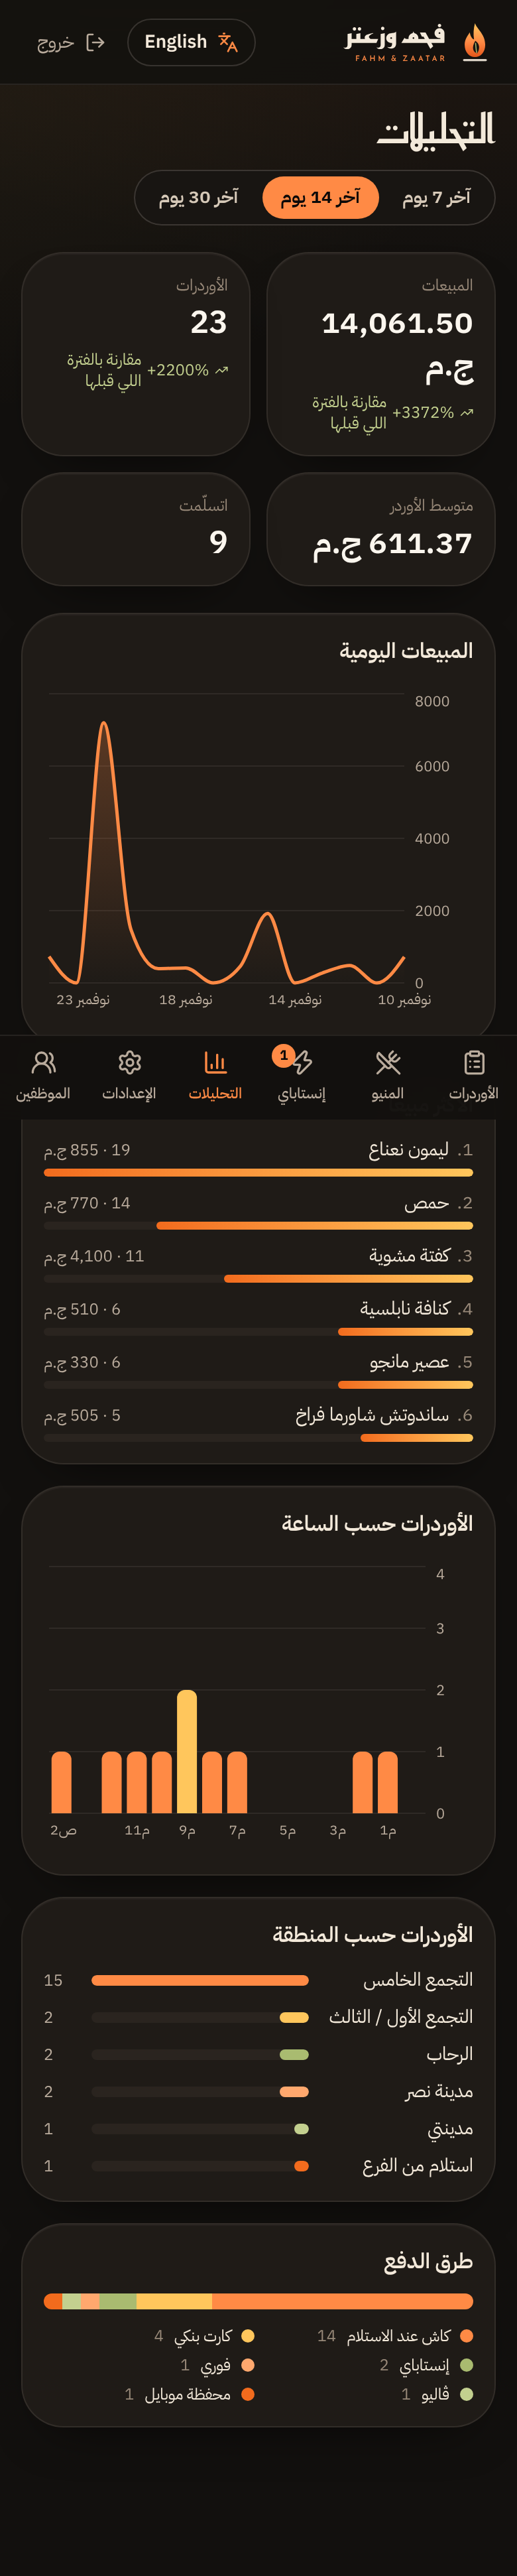 فحم وزعتر
FAHM & ZAATAR
English
خروج
التحليلات
آخر 7 يوم
آخر 14 يوم
آخر 30 يوم
المبيعات
14,061.50 ج.م
+3372% مقارنة بالفترة اللي قبلها
الأوردرات
23
+2200% مقارنة بالفترة اللي قبلها
متوسط الأوردر
611.37 ج.م
اتسلّمت
9
المبيعات اليومية
8000
6000
4000
2000
0
10 نوفمبر
14 نوفمبر
18 نوفمبر
23 نوفمبر
الأوردرات
المنيو
إنستاباي
1
التحليلات
الإعدادات
الموظفين
1. ليمون نعناع
19 · 855 ج.م
2. حمص
14 · 770 ج.م
3. كفتة مشوية
11 · 4,100 ج.م
4. كنافة نابلسية
6 · 510 ج.م
5. عصير مانجو
6 · 330 ج.م
6. ساندوتش شاورما فراخ
5 · 505 ج.م
الأوردرات حسب الساعة
4
3
2
1
0
1م
3م
5م
7م
9م
11م
2ص
الأوردرات حسب المنطقة
التجمع الخامس 15
التجمع الأول / الثالث 2
الرحاب 2
مدينة نصر 2
مدينتي 1
استلام من الفرع 1
طرق الدفع
كاش عند الاستلام 14
كارت بنكي 4
إنستاباي 2
فوري 1
ڤاليو 1
محفظة موبايل 1